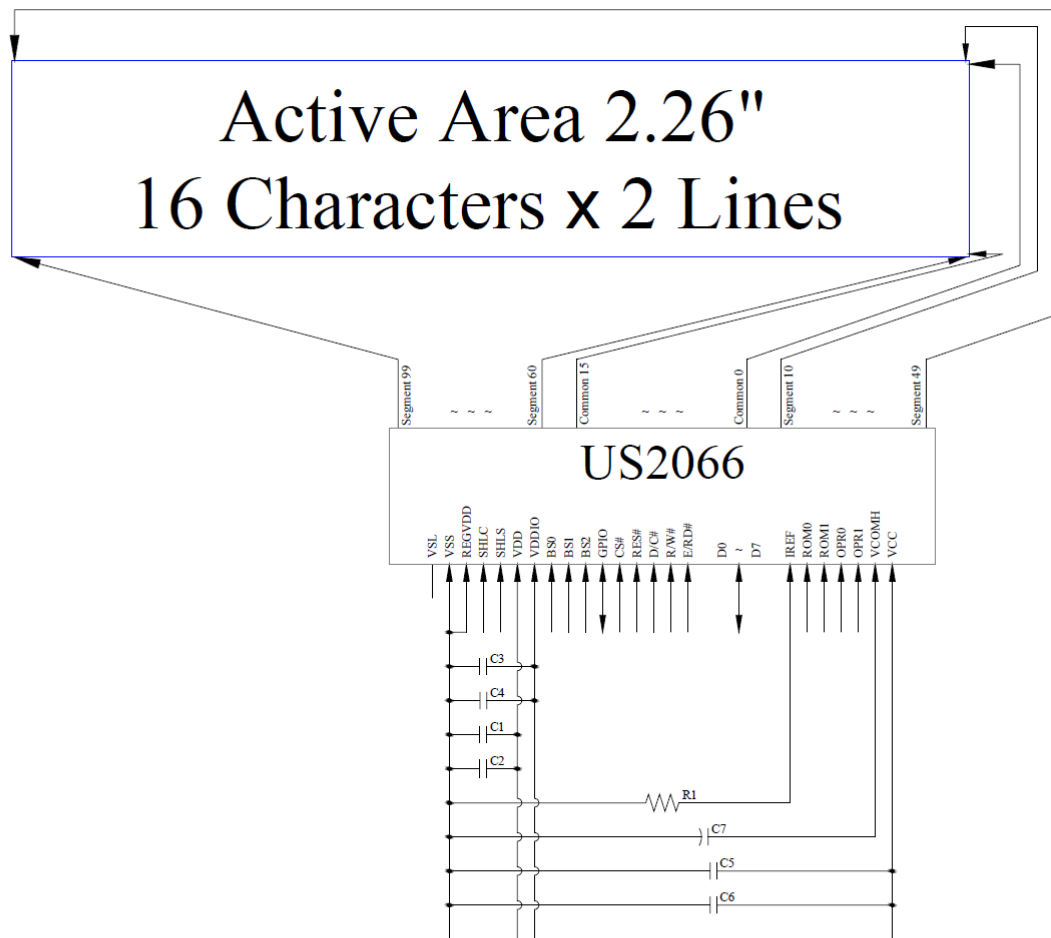 Active Area 2.26"
16 Characters x 2 Lines
Segment 99
~ ~ ~
Segment 60
Common 15
~ ~ ~
Common 0
Segment 10
~ ~ ~
Segment 49
US2066
VSL
VSS
REGVDD
SHLC
SHLS
VDD
VDDIO
BS0
BS1
BS2
GPIO
CS#
RES#
D/C#
R/W#
E/RD#
D0
~
D7
IREF
ROM0
ROM1
OPR0
OPR1
VCOMH
VCC
C3
C4
C1
C2
R1
C7
C5
C6